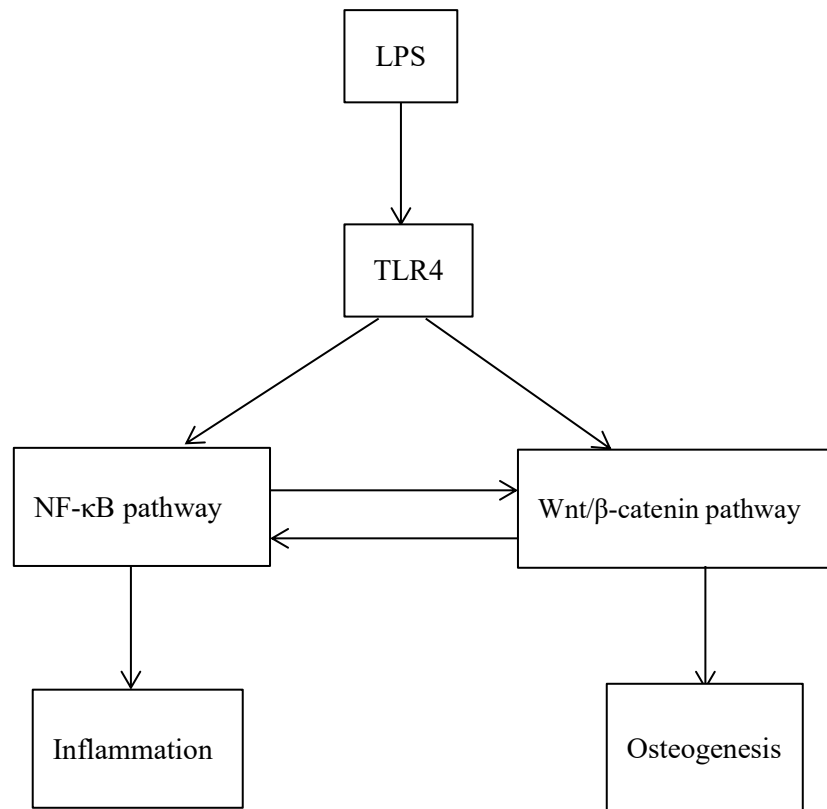 LPS
TLR4
NF-κB pathway
Wnt/β-catenin pathway
Inflammation
Osteogenesis